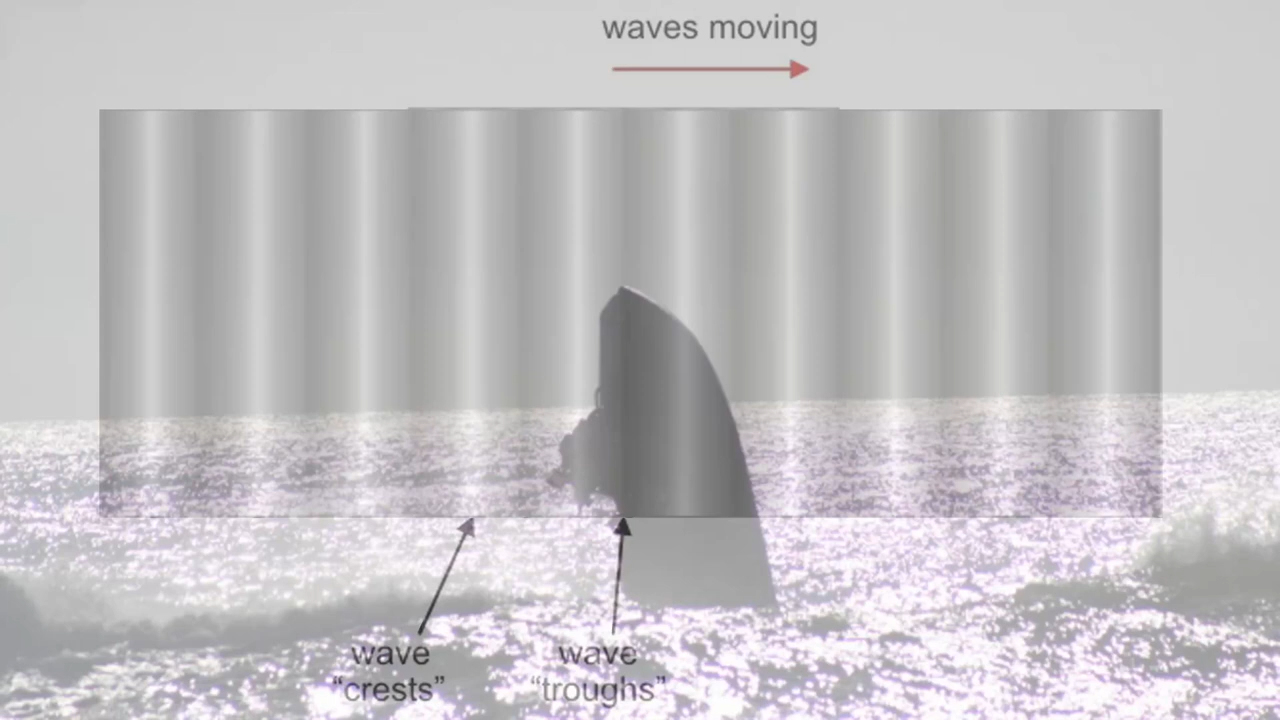 waves moving
wave
“crests”
wave
“troughs”